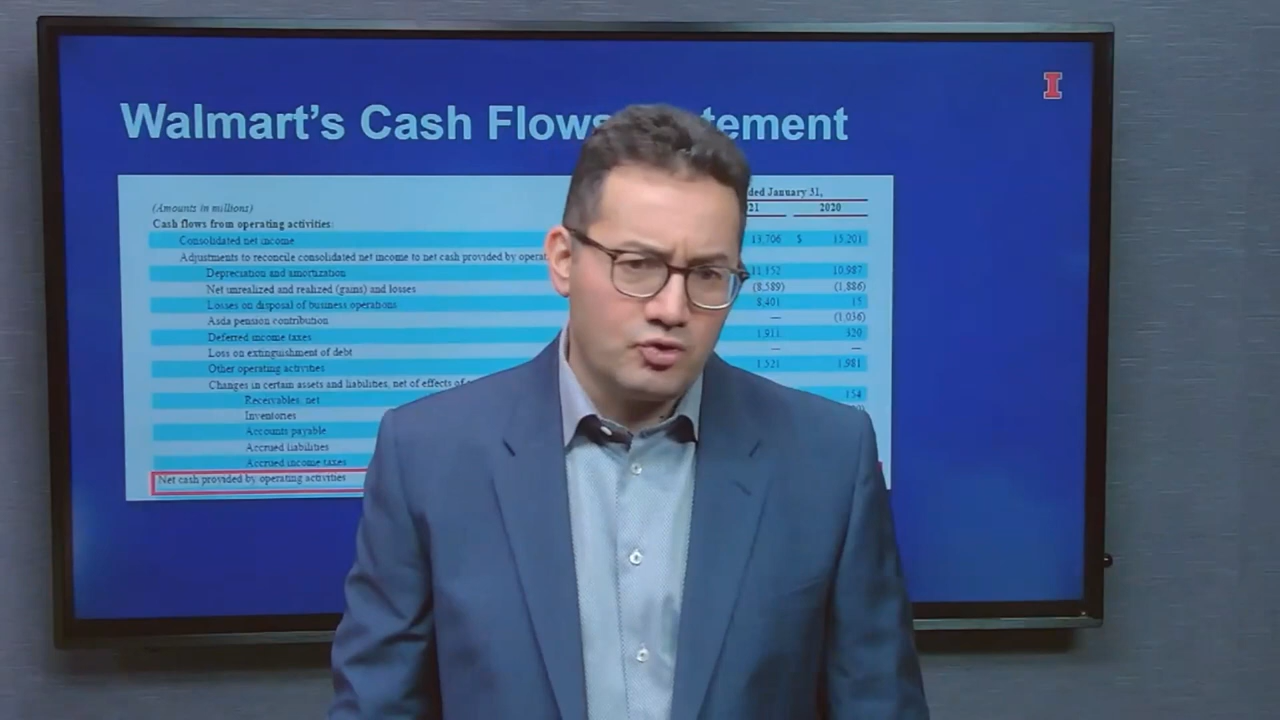 I
Walmart's Cash Flows tement
ded January 31,
(Amounts in millions) 21 2020
Cash flows from operating activities:
Consolidated net income 13,706 $ 15,201
Adjustments to reconcile consolidated net income to net cash provided by operat
Depreciation and amortization 11,152 10,987
Net unrealized and realized (gains) and losses (8,589) (1,886)
Losses on disposal of business operations 8,401 15
Asda pension contribution — (1,036)
Deferred income taxes 1,911 320
Loss on extinguishment of debt — —
Other operating activities 1,521 1,981
Changes in certain assets and liabilities, net of effects of
Receivables, net 154
Inventories
Accounts payable
Accrued liabilities
Accrued income taxes
Net cash provided by operating activities